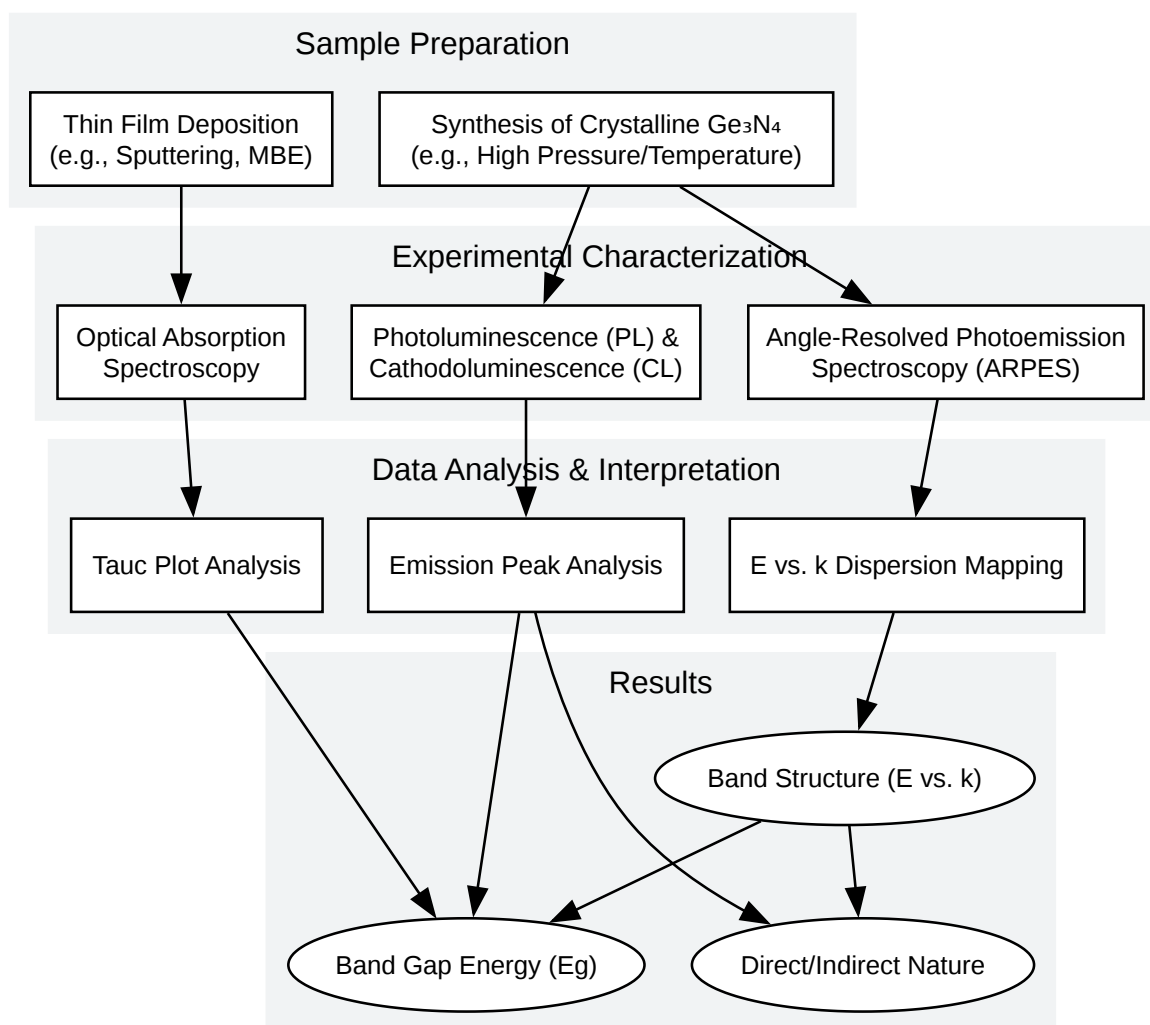 Sample Preparation
Thin Film Deposition
(e.g., Sputtering, MBE)
Synthesis of Crystalline Ge₃N₄
(e.g., High Pressure/Temperature)
Experimental Characterization
Optical Absorption
Spectroscopy
Photoluminescence (PL) &
Cathodoluminescence (CL)
Angle-Resolved Photoemission
Spectroscopy (ARPES)
Data Analysis & Interpretation
Tauc Plot Analysis
Emission Peak Analysis
E vs. k Dispersion Mapping
Results
Band Structure (E vs. k)
Band Gap Energy (Eg)
Direct/Indirect Nature